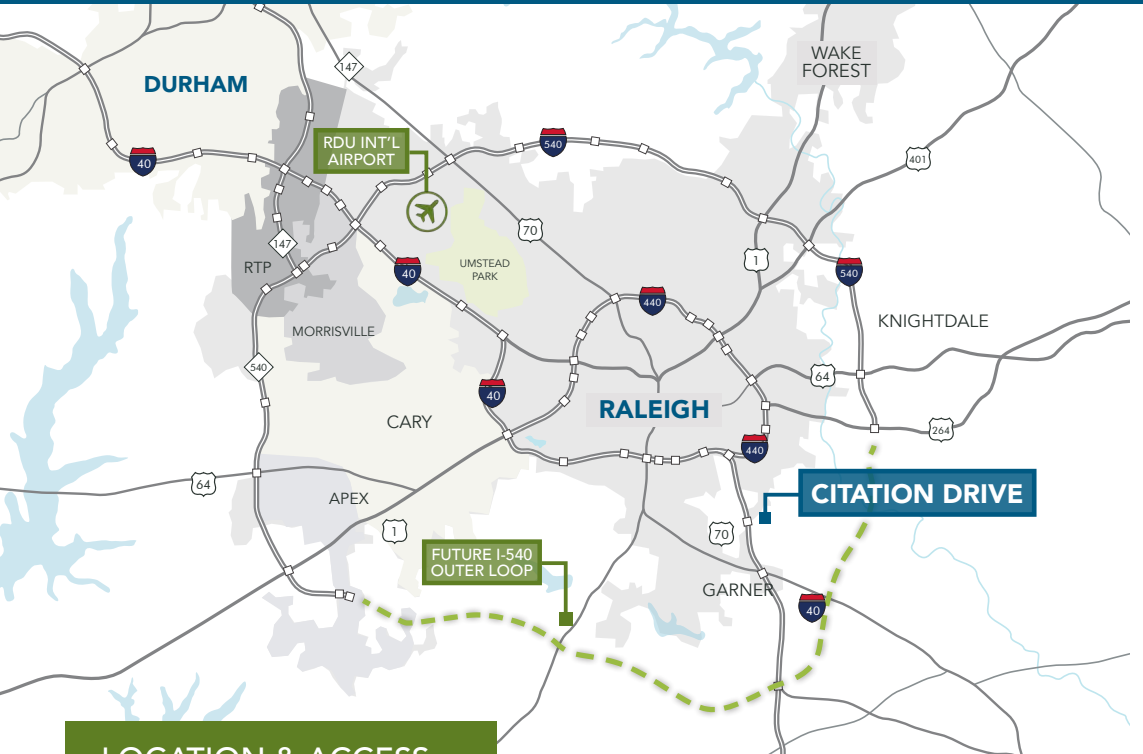 WAKE
FOREST
147
DURHAM
RDU INT'L
AIRPORT
540
40
401
70
147
1
RTP
UMSTEAD
PARK
40
540
440
KNIGHTDALE
MORRISVILLE
540
64
40
RALEIGH
CARY
264
440
64
CITATION DRIVE
APEX
1
70
FUTURE I-540
OUTER LOOP
GARNER
40
LOCATION & ACCESS